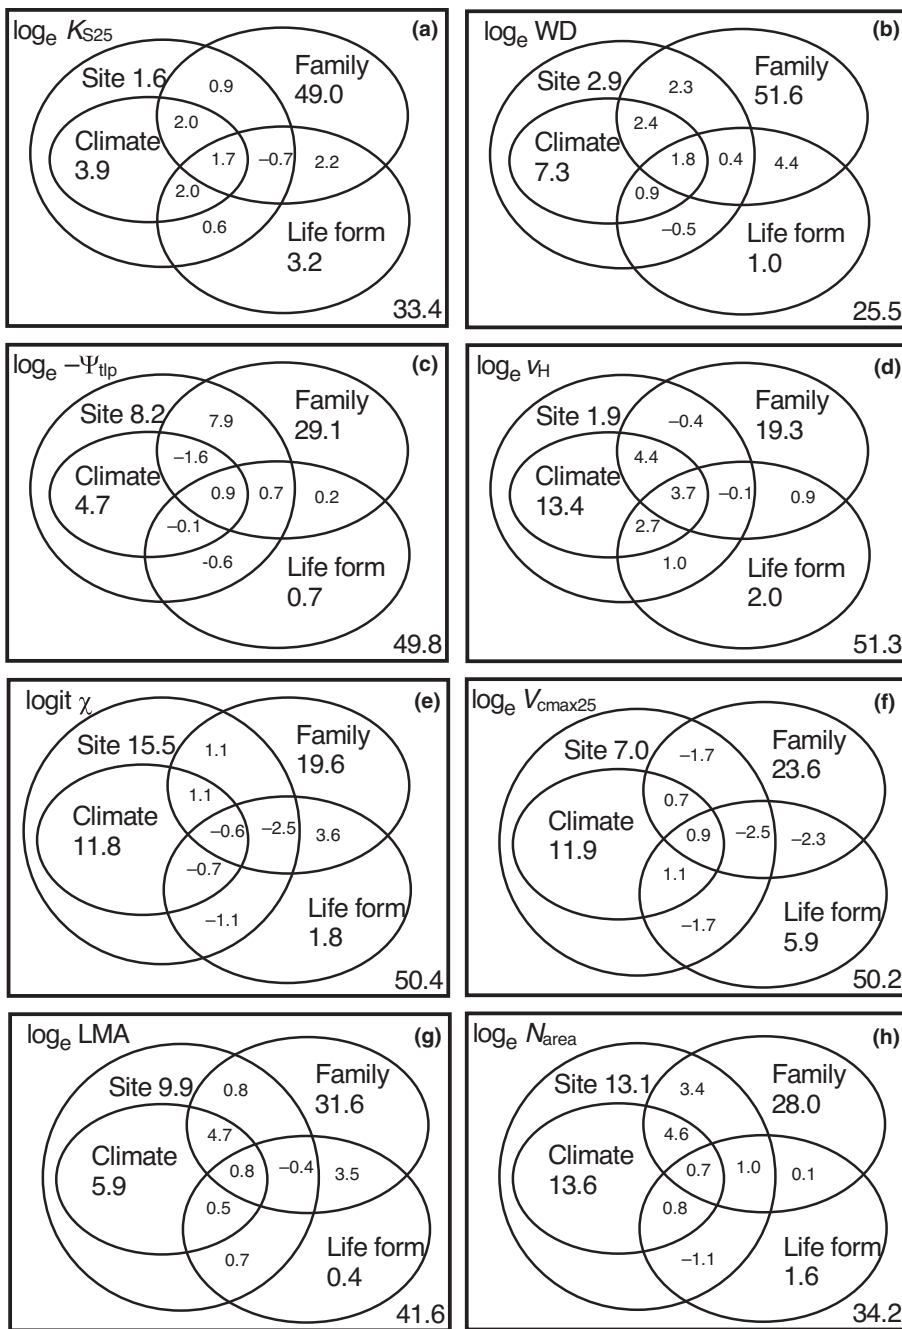 logₑ K_S25 (a)
Site 1.6 0.9 Family
49.0
2.0
Climate
3.9
1.7 −0.7 2.2
2.0
0.6 Life form
3.2
33.4
logₑ WD (b)
Site 2.9 2.3 Family
51.6
2.4
Climate
7.3
1.8 0.4 4.4
0.9
−0.5 Life form
1.0
25.5
logₑ −Ψ_tlp (c)
Site 8.2 7.9 Family
29.1
−1.6
Climate
4.7
0.9 0.7 0.2
−0.1
-0.6 Life form
0.7
49.8
logₑ v_H (d)
Site 1.9 −0.4 Family
19.3
4.4
Climate
13.4
3.7 −0.1 0.9
2.7
1.0 Life form
2.0
51.3
logit χ (e)
Site 15.5 1.1 Family
19.6
1.1
Climate
11.8
−0.6 −2.5 3.6
−0.7
−1.1 Life form
1.8
50.4
logₑ V_cmax25 (f)
Site 7.0 −1.7 Family
23.6
0.7
Climate
11.9
0.9 −2.5 −2.3
1.1
−1.7 Life form
5.9
50.2
logₑ LMA (g)
Site 9.9 0.8 Family
31.6
4.7
Climate
5.9
0.8 −0.4 3.5
0.5
0.7 Life form
0.4
41.6
logₑ N_area (h)
Site 13.1 3.4 Family
28.0
4.6
Climate
13.6
0.7 1.0 0.1
0.8
−1.1 Life form
1.6
34.2